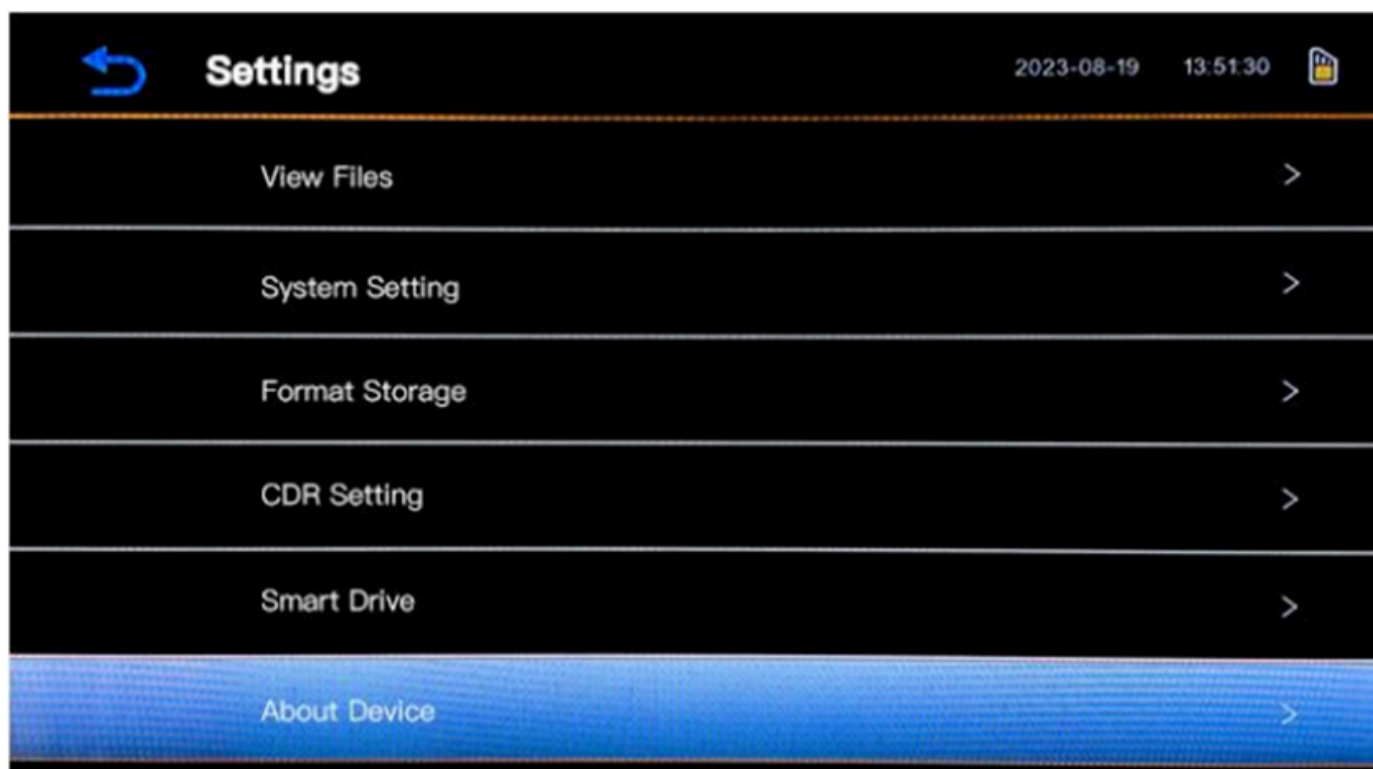 Settings 2023-08-19 13:51:30
View Files >
System Setting >
Format Storage >
CDR Setting >
Smart Drive >
About Device >